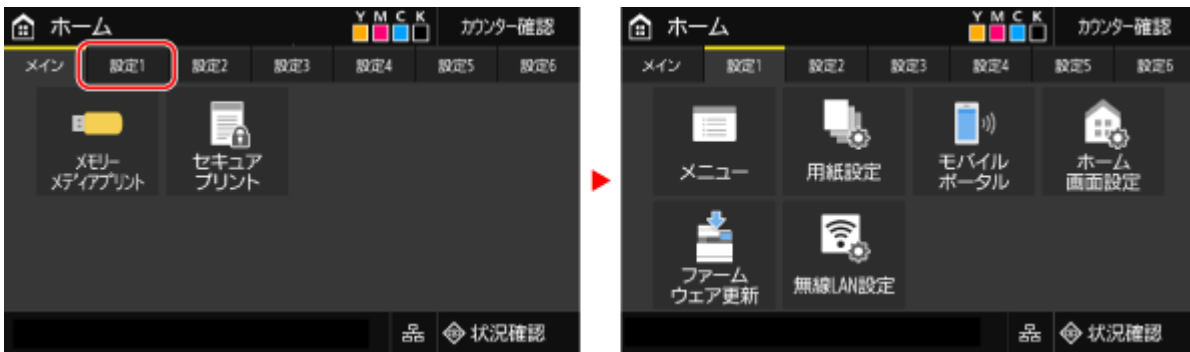 ホーム
Y M C K
カウンター確認
メイン 設定1 設定2 設定3 設定4 設定5 設定6
メモリー
メディアプリント
セキュア
プリント
状況確認
ホーム
Y M C K
カウンター確認
メイン 設定1 設定2 設定3 設定4 設定5 設定6
メニュー
用紙設定
モバイル
ポータル
ホーム
画面設定
ファーム
ウェア更新
無線LAN設定
状況確認